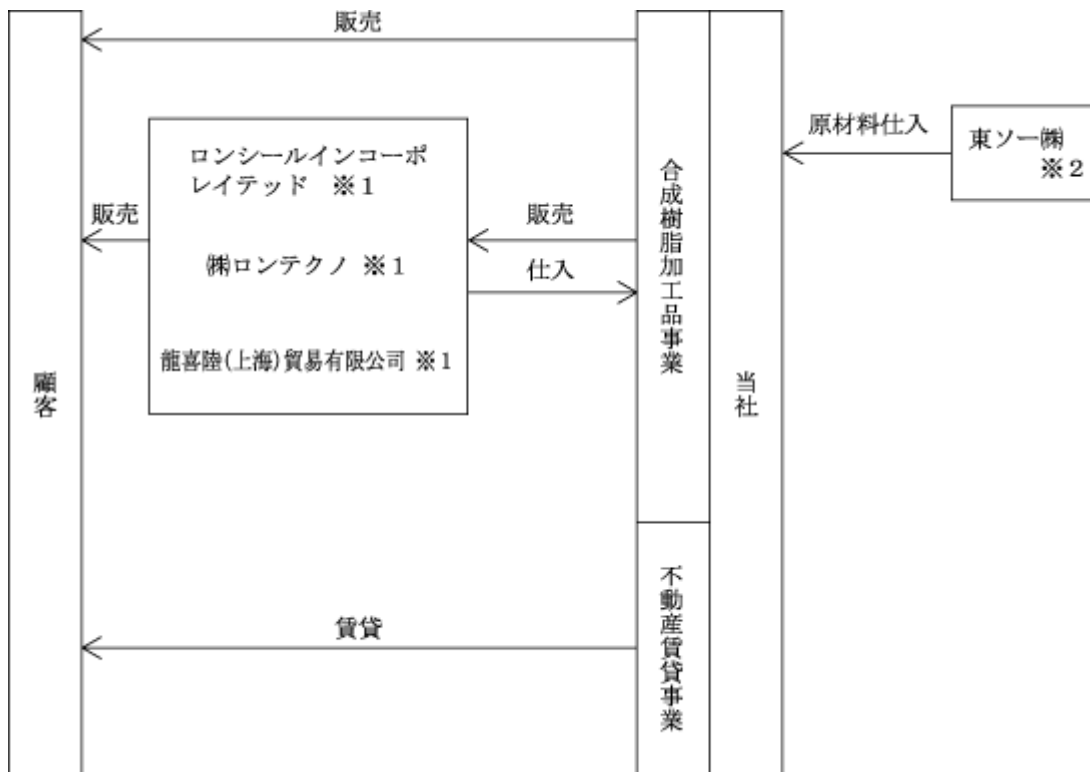 販売
原材料仕入
東ソー㈱
※2
ロンシールインコーポ
レイテッド ※1
㈱ロンテクノ ※1
龍喜陸(上海)貿易有限公司 ※1
販売
販売
仕入
合成樹脂加工品事業
当社
顧客
賃貸
不動産賃貸事業